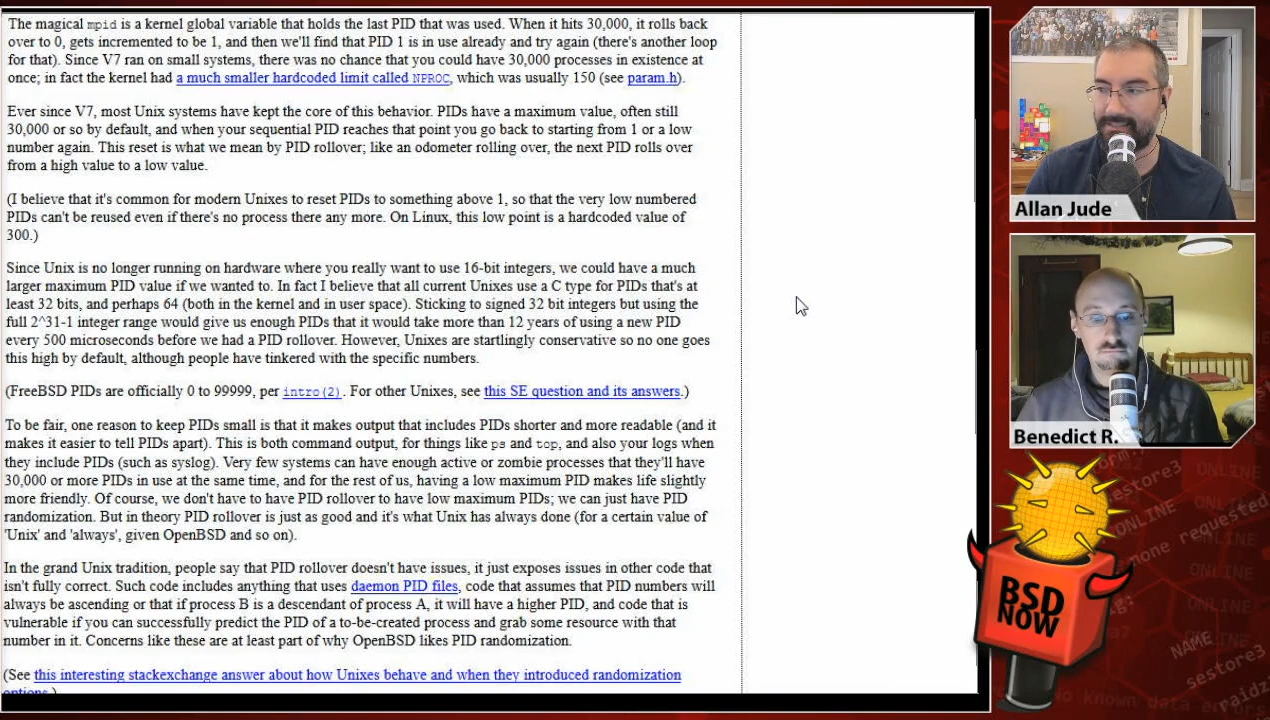 The magical mpid is a kernel global variable that holds the last PID that was used. When it hits 30,000, it rolls back
over to 0, gets incremented to be 1, and then we'll find that PID 1 is in use already and try again (there's another loop
for that). Since V7 ran on small systems, there was no chance that you could have 30,000 processes in existence at
once; in fact the kernel had a much smaller hardcoded limit called NPROC, which was usually 150 (see param.h).
Ever since V7, most Unix systems have kept the core of this behavior. PIDs have a maximum value, often still
30,000 or so by default, and when your sequential PID reaches that point you go back to starting from 1 or a low
number again. This reset is what we mean by PID rollover; like an odometer rolling over, the next PID rolls over
from a high value to a low value.
(I believe that it's common for modern Unixes to reset PIDs to something above 1, so that the very low numbered
PIDs can't be reused even if there's no process there any more. On Linux, this low point is a hardcoded value of
300.)
Since Unix is no longer running on hardware where you really want to use 16-bit integers, we could have a much
larger maximum PID value if we wanted to. In fact I believe that all current Unixes use a C type for PIDs that's at
least 32 bits, and perhaps 64 (both in the kernel and in user space). Sticking to signed 32 bit integers but using the
full 2^31-1 integer range would give us enough PIDs that it would take more than 12 years of using a new PID
every 500 microseconds before we had a PID rollover. However, Unixes are startlingly conservative so no one goes
this high by default, although people have tinkered with the specific numbers.
(FreeBSD PIDs are officially 0 to 99999, per intro(2). For other Unixes, see this SE question and its answers.)
To be fair, one reason to keep PIDs small is that it makes output that includes PIDs shorter and more readable (and it
makes it easier to tell PIDs apart). This is both command output, for things like ps and top, and also your logs when
they include PIDs (such as syslog). Very few systems can have enough active or zombie processes that they'll have
30,000 or more PIDs in use at the same time, and for the rest of us, having a low maximum PID makes life slightly
more friendly. Of course, we don't have to have PID rollover to have low maximum PIDs; we can just have PID
randomization. But in theory PID rollover is just as good and it's what Unix has always done (for a certain value of
'Unix' and 'always', given OpenBSD and so on).
In the grand Unix tradition, people say that PID rollover doesn't have issues, it just exposes issues in other code that
isn't fully correct. Such code includes anything that uses daemon PID files, code that assumes that PID numbers will
always be ascending or that if process B is a descendant of process A, it will have a higher PID, and code that is
vulnerable if you can successfully predict the PID of a to-be-created process and grab some resource with that
number in it. Concerns like these are at least part of why OpenBSD likes PID randomization.
(See this interesting stackexchange answer about how Unixes behave and when they introduced randomization
options.)
Allan Jude
Benedict R.
BSD
NOW
ONLINE
estore3
ONLINE
ONLINE
more requested
ONLINE
NAME
sestore3
raidz
No known data errors